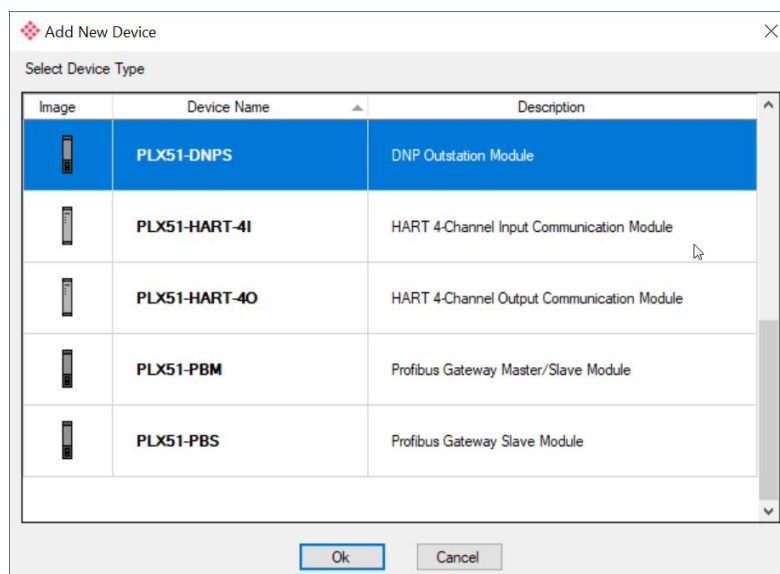 Add New Device
Select Device Type
Image Device Name Description
PLX51-DNPS DNP Outstation Module
PLX51-HART-4I HART 4-Channel Input Communication Module
PLX51-HART-4O HART 4-Channel Output Communication Module
PLX51-PBM Profibus Gateway Master/Slave Module
PLX51-PBS Profibus Gateway Slave Module
Ok Cancel